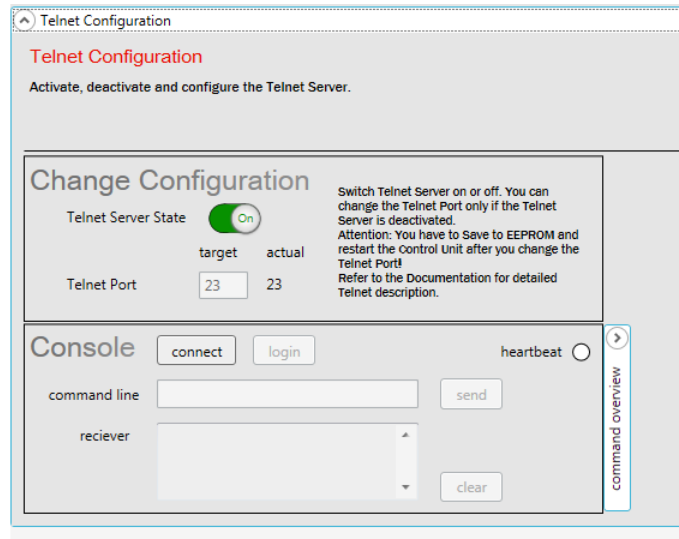 Telnet Configuration
Telnet Configuration
Activate, deactivate and configure the Telnet Server.
Change Configuration
Telnet Server State
On
target
actual
Telnet Port
23
23
Switch Telnet Server on or off. You can
change the Telnet Port only if the Telnet
Server is deactivated.
Attention: You have to Save to EEPROM and
restart the Control Unit after you change the
Telnet Port!
Refer to the Documentation for detailed
Telnet description.
Console
connect
login
heartbeat
command line
send
reciever
clear
command overview